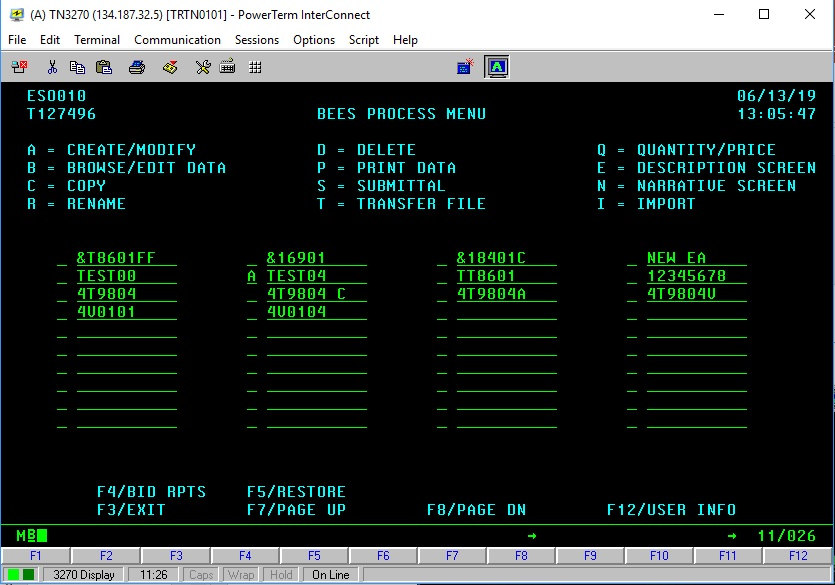 (A) TN3270 (134.187.32.5) [TRTN0101] - PowerTerm InterConnect
File Edit Terminal Communication Sessions Options Script Help
A
ESO010 06/13/19
T127496 BEES PROCESS MENU 13:05:47
A = CREATE/MODIFY D = DELETE Q = QUANTITY/PRICE
B = BROWSE/EDIT DATA P = PRINT DATA E = DESCRIPTION SCREEN
C = COPY S = SUBMITTAL N = NARRATIVE SCREEN
R = RENAME T = TRANSFER FILE I = IMPORT
_ &T8601FF _ &16901 _ &18401C _ NEW EA
_ TEST00 A TEST04 _ TT8601 _ 12345678
_ 4T9804 _ 4T9804 C _ 4T9804A _ 4T9804U
_ 4V0101 _ 4V0104
F4/BID RPTS F5/RESTORE
F3/EXIT F7/PAGE UP F8/PAGE DN F12/USER INFO
MB → → 11/026
F1 F2 F3 F4 F5 F6 F7 F8 F9 F10 F11 F12
3270 Display 11:26 Caps Wrap Hold On Line